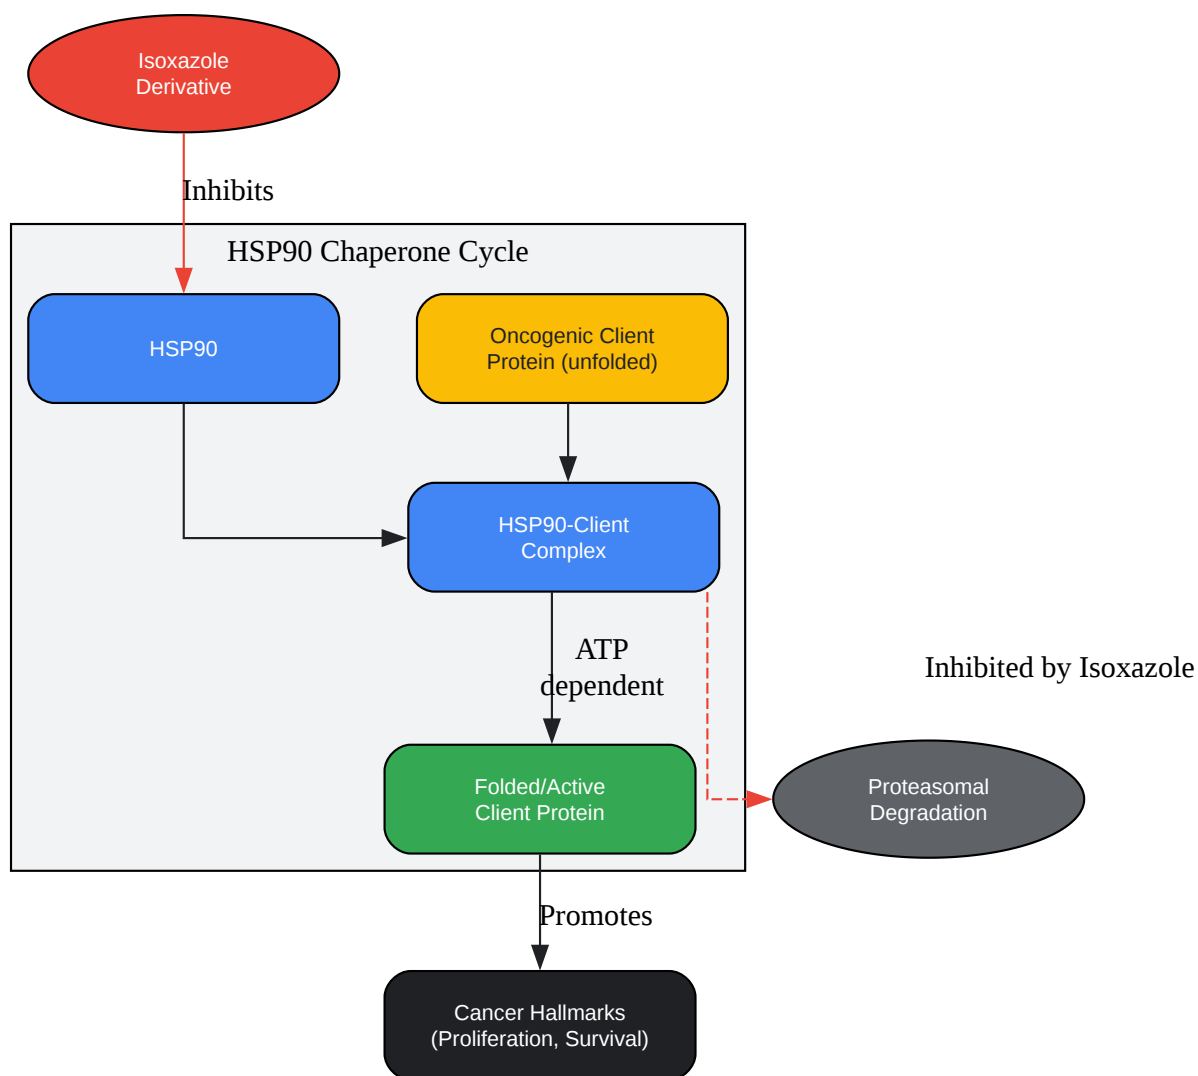 Isoxazole
Derivative
Inhibits
HSP90 Chaperone Cycle
HSP90
Oncogenic Client
Protein (unfolded)
HSP90-Client
Complex
ATP
dependent
Inhibited by Isoxazole
Folded/Active
Client Protein
Proteasomal
Degradation
Promotes
Cancer Hallmarks
(Proliferation, Survival)